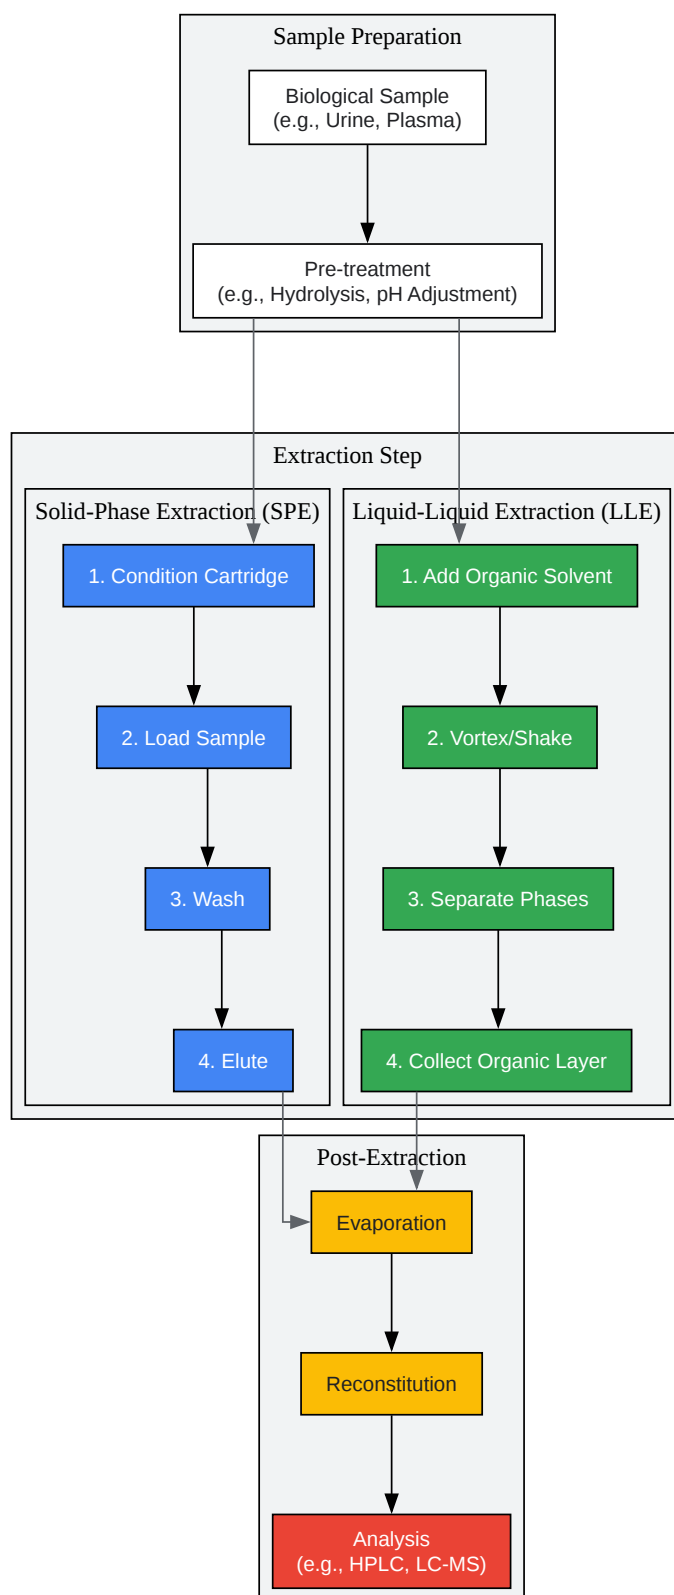 Sample Preparation
Biological Sample
(e.g., Urine, Plasma)
Pre-treatment
(e.g., Hydrolysis, pH Adjustment)
Extraction Step
Solid-Phase Extraction (SPE)
1. Condition Cartridge
2. Load Sample
3. Wash
4. Elute
Liquid-Liquid Extraction (LLE)
1. Add Organic Solvent
2. Vortex/Shake
3. Separate Phases
4. Collect Organic Layer
Post-Extraction
Evaporation
Reconstitution
Analysis
(e.g., HPLC, LC-MS)